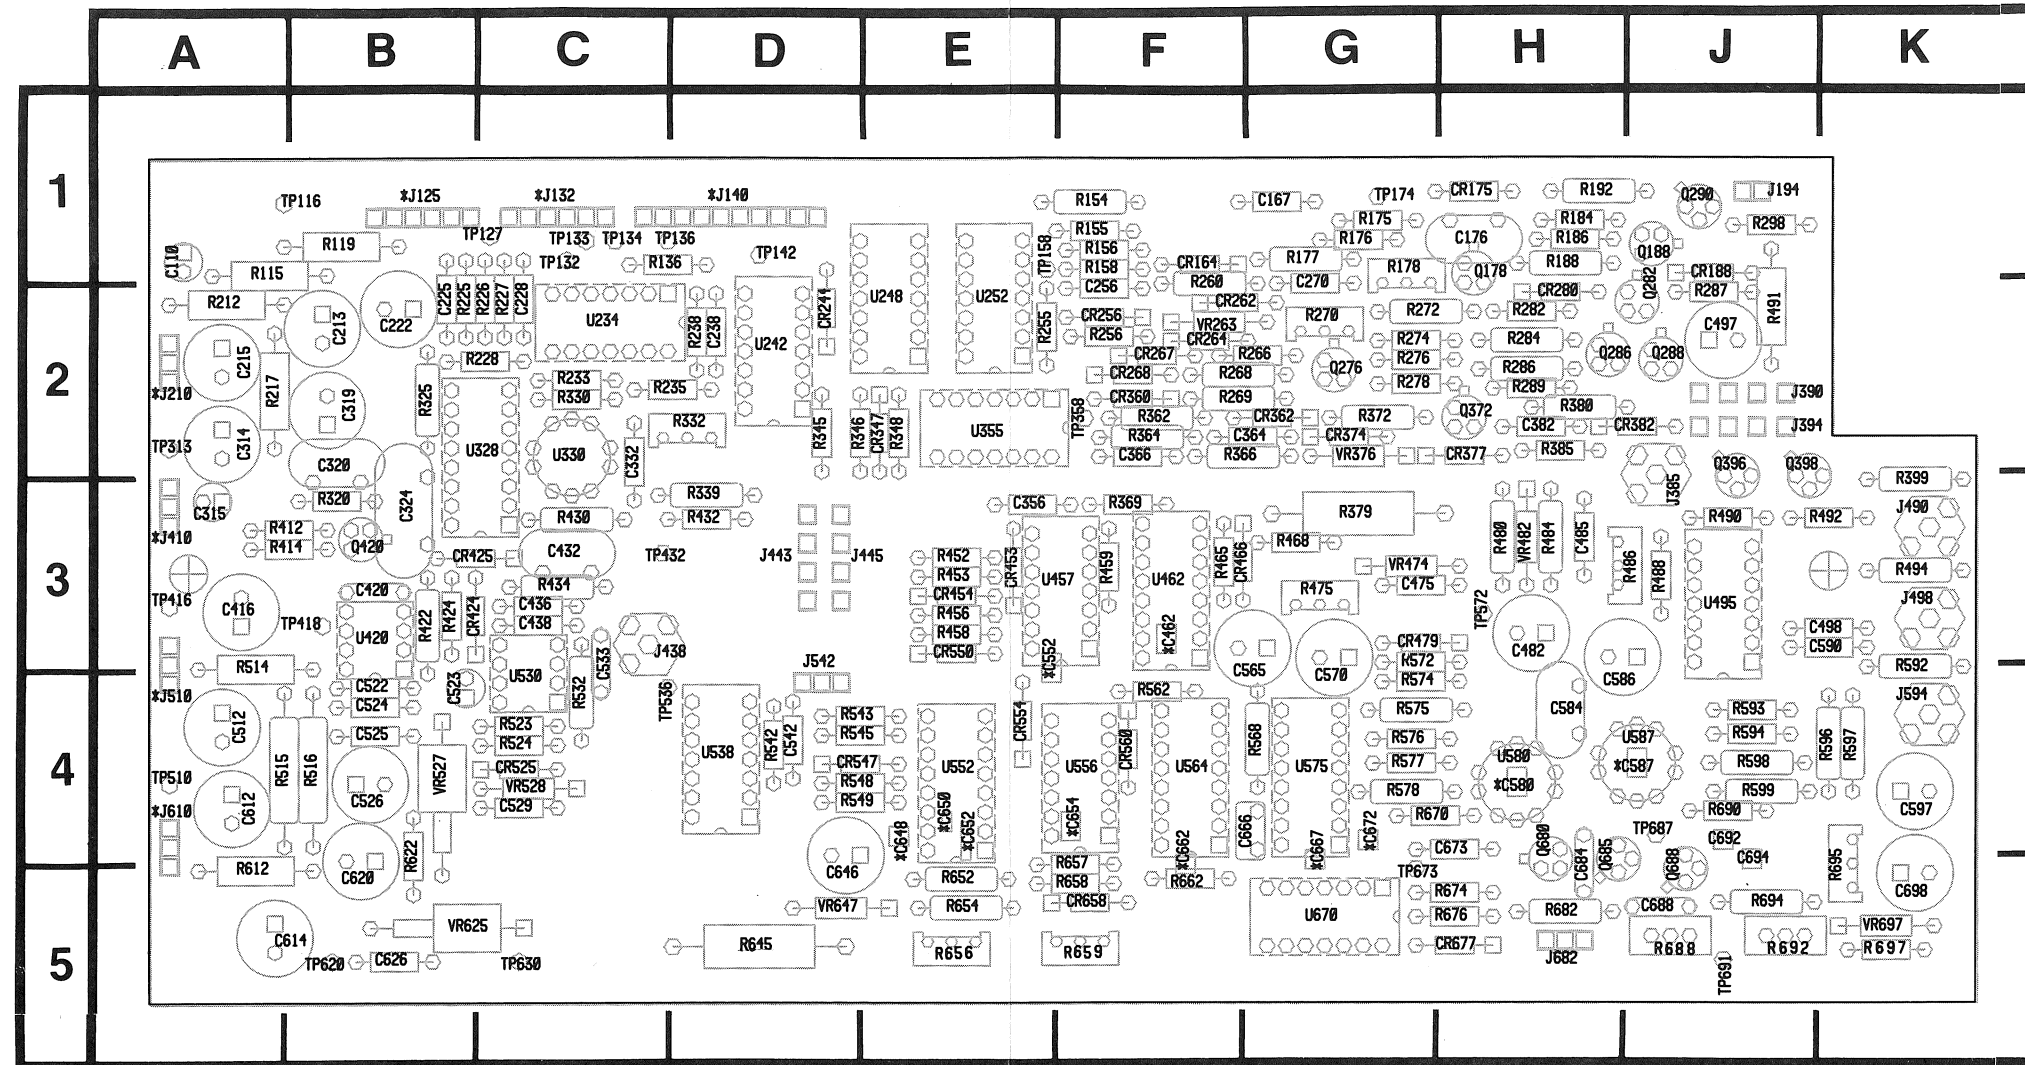 A B C D E F G H J K
1
TP116 *J125 *J132 *J140 R154 C167 TP174 CR175 R192 Q290 J194
R175 R184 R298
R119 TP127 TP133 TP134 TP136 R155 R176 C176 R186 Q188
TP132 R136 TP142 TP158 R156 R177
C110 R115 R158 CR164 R178 Q178 R188 CR188
R212 C225 R225 R226 R227 C228 CR244 U248 U252 C256 R260 C270 CR280 Q282 R287
C213 C222 U234 R238 C238 R255 CR256 CR262 R270 R272 R282 C497 R491
U242 R256 VR263 CR264 R274 R284
2
C215 R217 R228 CR267 R266 Q276 R276 R286 Q286 Q288
*J210 C319 R325 R233 R235 CR268 R268 R278 R289
R330 R345 R346 CR347 R348 CR360 R269 J390
C314 R332 U355 TP358 R362 CR362 R372 Q372 R380
TP313 U328 U330 C332 R364 C364 CR374 C382 CR382 J394
C320 C366 R366 VR376 CR377 R385
C315 R320 C324 R339 C356 R369 R379 J385 Q396 Q398 R399
*J410 R412 R430 R432 R480 VR482 R484 C485 R490 R492 J490
R414 Q420 CR425 C432 TP432 J443 J445 R452 CR453 U457 R459 U462 R465 CR466 R468 VR474 R486 R488
3
TP416 C416 C420 R434 R453 R475 C475 R494
TP418 R422 R424 CR424 C436 CR454 TP572 U495 J498
U420 C438 R456 C462 C482 C498
R458 CR479 C590
R514 U530 R532 C533 J438 J542 CR550 *C552 *C462 C565 C570 R572 C586 R592
*J510 C522 C523 TP536 R562 R574 J594
C512 C524 R523 R543 CR554 R575 C584 R593
C525 R524 U538 R542 C542 R545 R568 R576 U587 R594 R596 R597
4
TP510 R515 R516 VR527 CR525 CR547 U552 U556 CR560 U564 U575 R577 U580 *C587 R598
*J610 C612 C526 VR528 R548 *C580 R599
C529 R549 *C650 *C652 *C654 R578 R690 C597
R670 TP687
R622 *C648 *C662 C666 *C667 *C672 C673 Q680 C684 Q685 C692
R612 C620 C646 R652 R657 R662 TP673 Q688 C694 R695 C698
R658 R674
VR647 R654 CR658 U670 R676 R682 C688 R694
C614 VR625 R645 R656 R659 CR677 J682 R688 R692 VR697
5
TP620 C626 TP630 TP691 R697